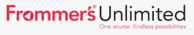 Frommer's® Unlimited
One source. Endless possibilities.